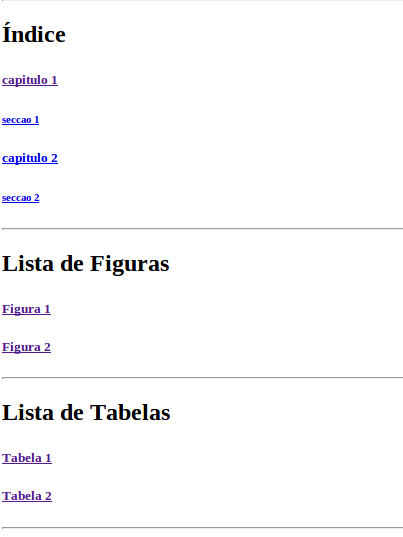 Índice
capitulo 1
seccao 1
capitulo 2
seccao 2
Lista de Figuras
Figura 1
Figura 2
Lista de Tabelas
Tabela 1
Tabela 2